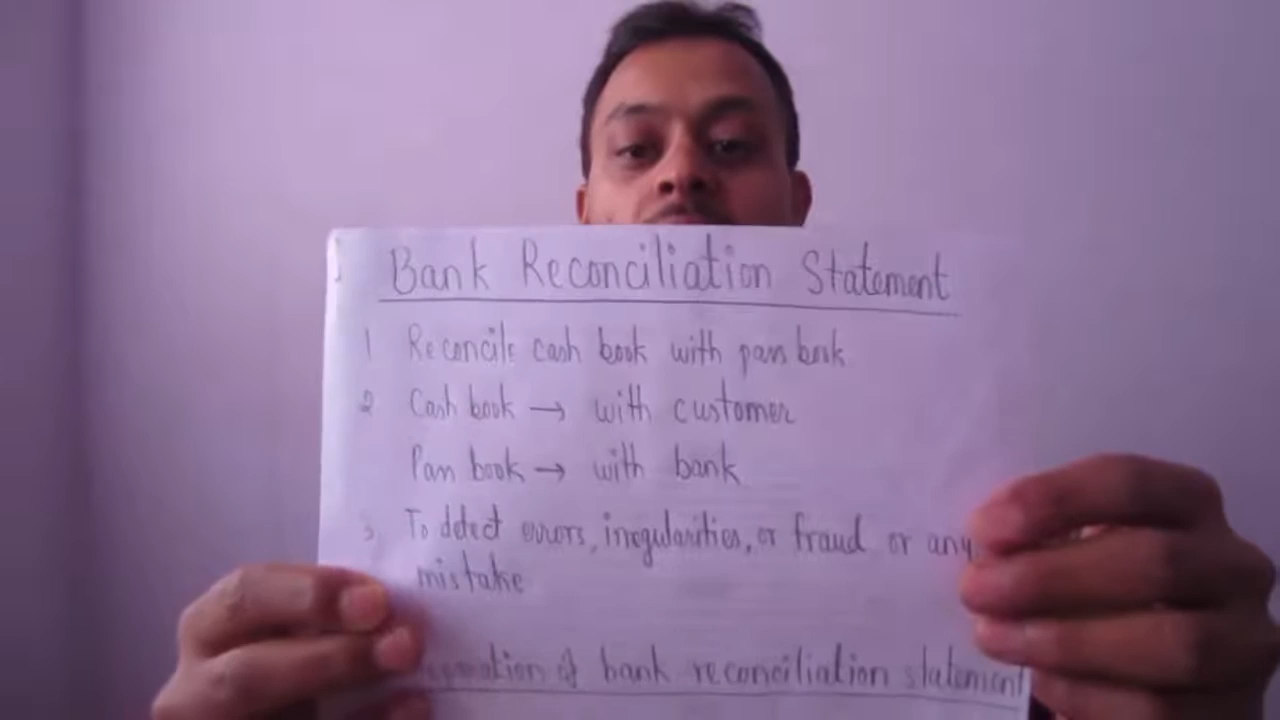 Bank Reconciliation Statement
1 Reconcile cash book with pass book
2 Cash book → with customer
Pass book → with bank
3. To detect errors, irregularities, or fraud or any
mistake
of bank reconciliation statement